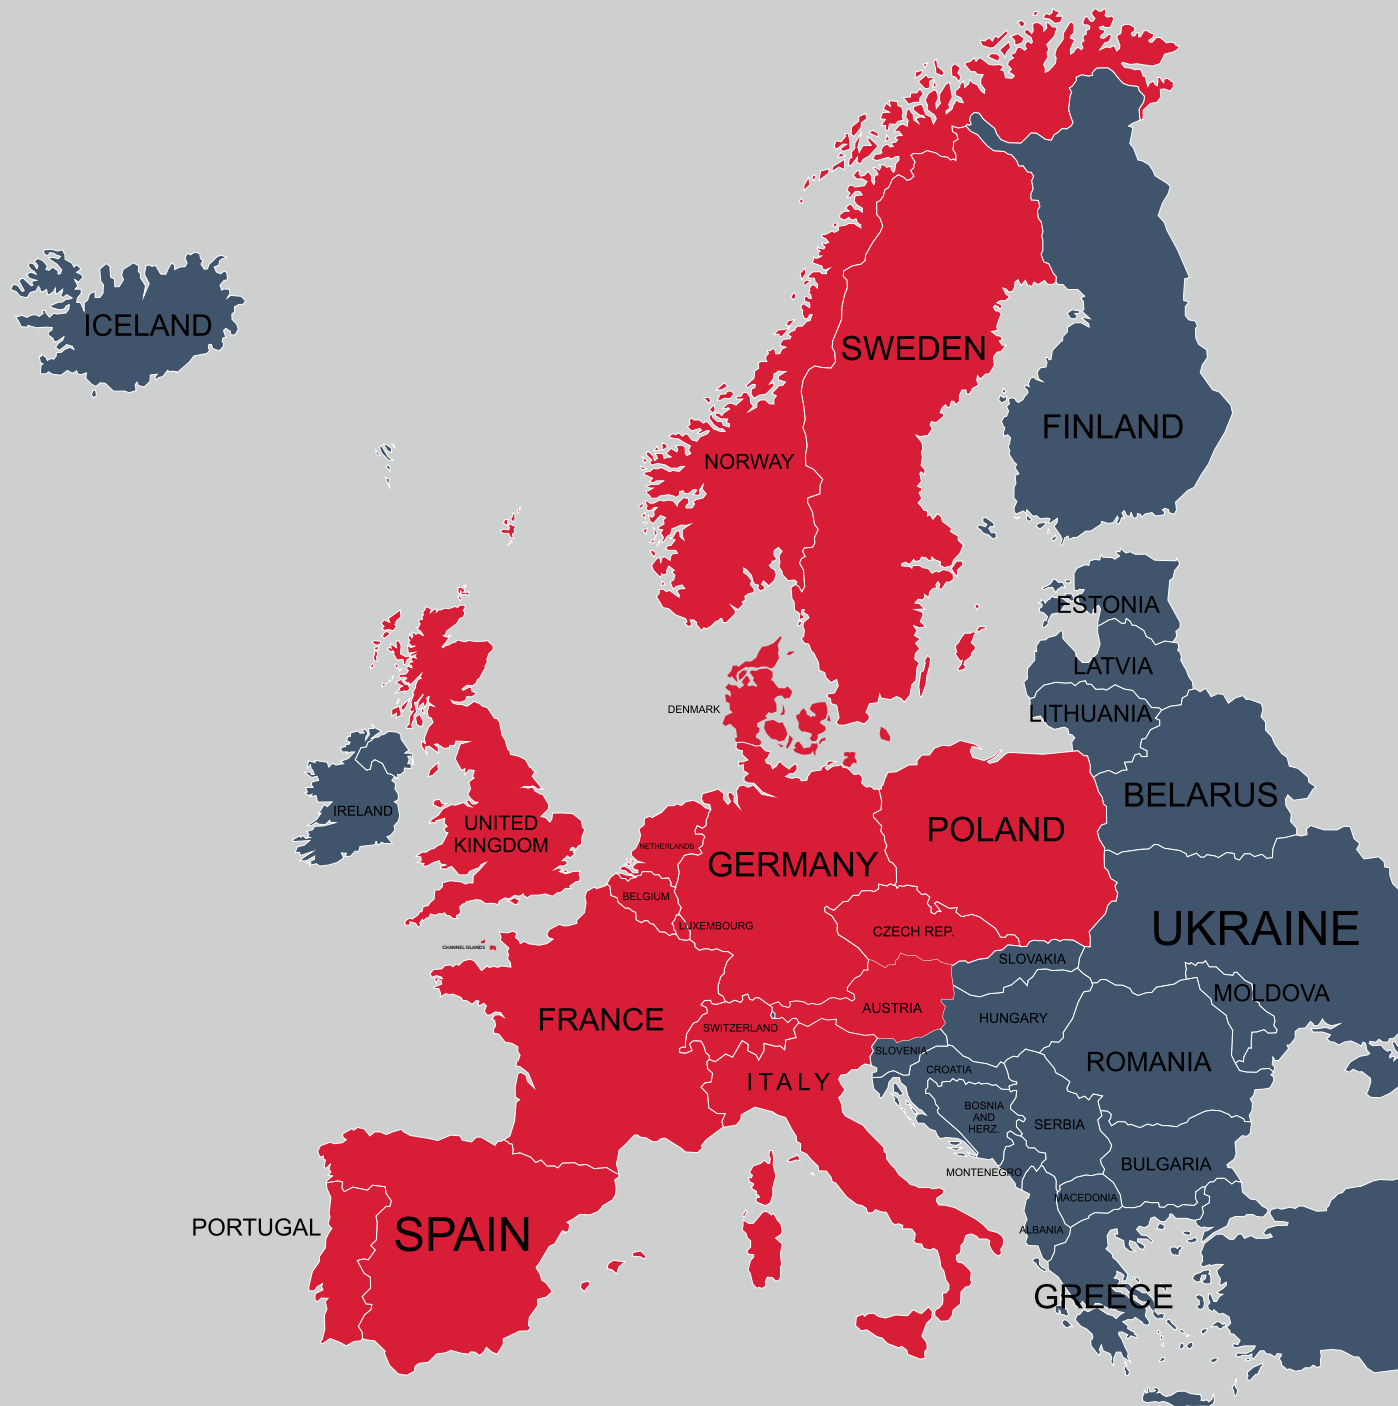 ICELAND
SWEDEN
FINLAND
NORWAY
ESTONIA
LATVIA
DENMARK
LITHUANIA
BELARUS
IRELAND
UNITED
KINGDOM
POLAND
NETHERLANDS
GERMANY
BELGIUM
LUXEMBOURG
CZECH REP.
UKRAINE
CHANNEL ISLANDS
SLOVAKIA
MOLDOVA
AUSTRIA
FRANCE
HUNGARY
SWITZERLAND
SLOVENIA
ROMANIA
CROATIA
ITALY
BOSNIA
AND
HERZ.
SERBIA
BULGARIA
MONTENEGRO
MACEDONIA
PORTUGAL
SPAIN
ALBANIA
GREECE